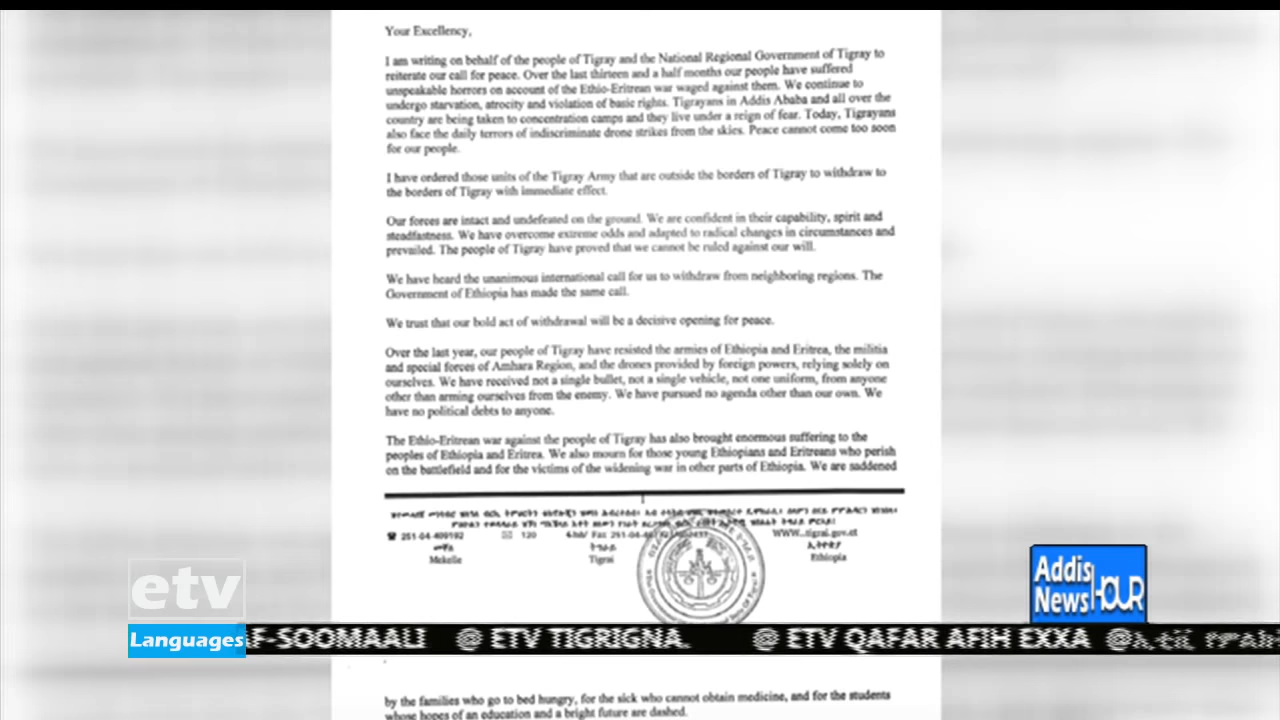 Your Excellency,
I am writing on behalf of the people of Tigray and the National Regional Government of Tigray to
reiterate our call for peace. Over the last thirteen and a half months our people have suffered
unspeakable horrors on account of the Ethio-Eritrean war waged against them. We continue to
undergo starvation, atrocity and violation of basic rights. Tigrayans in Addis Ababa and all over the
country are being taken to concentration camps and they live under a reign of fear. Today, Tigrayans
also face the daily terrors of indiscriminate drone strikes from the skies. Peace cannot come too soon
for our people.
I have ordered those units of the Tigray Army that are outside the borders of Tigray to withdraw to
the borders of Tigray with immediate effect.
Our forces are intact and undefeated on the ground. We are confident in their capability, spirit and
steadfastness. We have overcome extreme odds and adapted to radical changes in circumstances and
prevailed. The people of Tigray have proved that we cannot be ruled against our will.
We have heard the unanimous international call for us to withdraw from neighboring regions. The
Government of Ethiopia has made the same call.
We trust that our bold act of withdrawal will be a decisive opening for peace.
Over the last year, our people of Tigray have resisted the armies of Ethiopia and Eritrea, the militia
and special forces of Amhara Region, and the drones provided by foreign powers, relying solely on
ourselves. We have received not a single bullet, not a single vehicle, not one uniform, from anyone
other than arming ourselves from the enemy. We have pursued no agenda other than our own. We
have no political debts to anyone.
The Ethio-Eritrean war against the people of Tigray has also brought enormous suffering to the
peoples of Ethiopia and Eritrea. We also mourn for those young Ethiopians and Eritreans who perish
on the battlefield and for the victims of the widening war in other parts of Ethiopia. We are saddened
251-04-409192 120 Fax 251-04- WWW..tigrai.gov.et
መቐለ ትግራይ ኢትዮጵያ
Mekelle Tigrai Ethiopia
etv
Languages
Addis
News HOUR
F-SOOMAALI @ ETV TIGRIGNA. @ ETV QAFAR AFIH EXXA @
by the families who go to bed hungry, for the sick who cannot obtain medicine, and for the students
whose hopes of an education and a bright future are dashed.